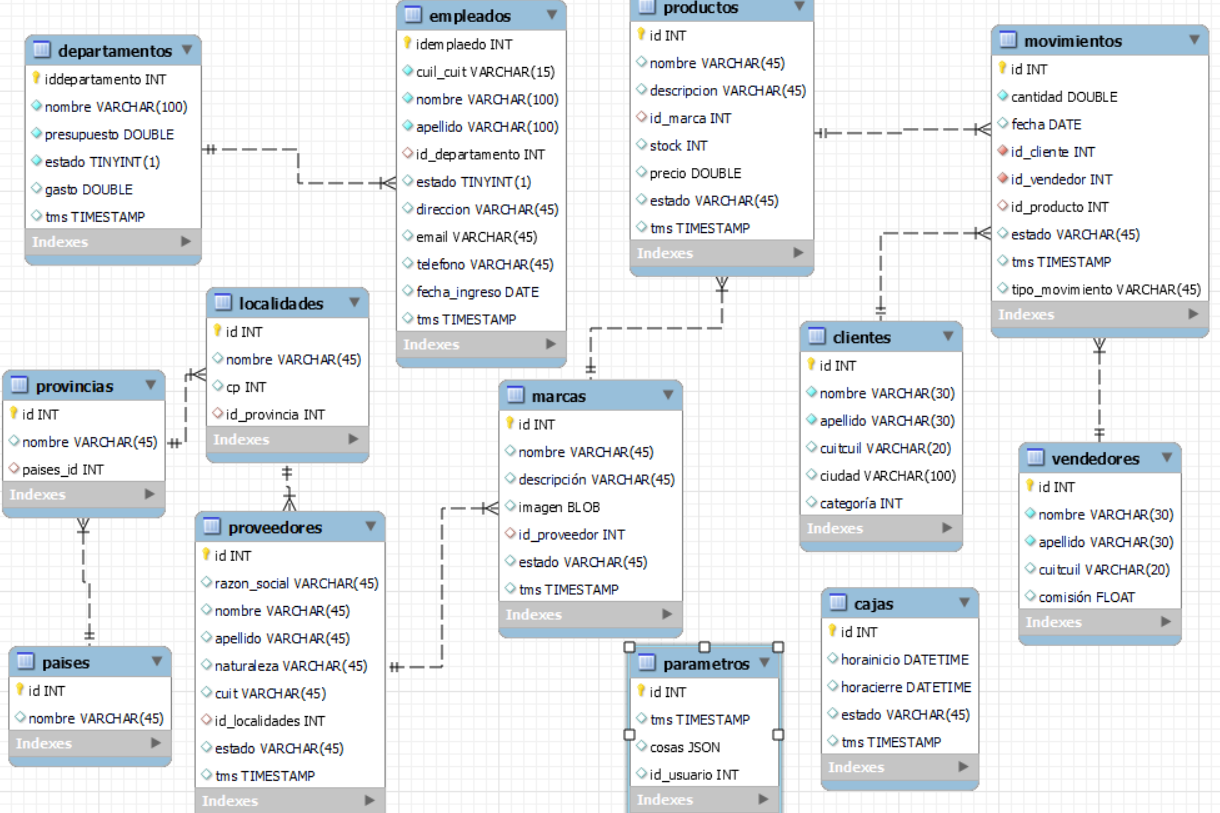 departamentos
iddepartamento INT
nombre VARCHAR(100)
presupuesto DOUBLE
estado TINYINT(1)
gasto DOUBLE
tms TIMESTAMP
Indexes
empleados
idemplaedo INT
cuil_cuit VARCHAR(15)
nombre VARCHAR(100)
apellido VARCHAR(100)
id_departamento INT
estado TINYINT(1)
direccion VARCHAR(45)
email VARCHAR(45)
telefono VARCHAR(45)
fecha_ingreso DATE
tms TIMESTAMP
Indexes
productos
id INT
nombre VARCHAR(45)
descripcion VARCHAR(45)
id_marca INT
stock INT
precio DOUBLE
estado VARCHAR(45)
tms TIMESTAMP
Indexes
movimientos
id INT
cantidad DOUBLE
fecha DATE
id_cliente INT
id_vendedor INT
id_producto INT
estado VARCHAR(45)
tms TIMESTAMP
tipo_movimiento VARCHAR(45)
Indexes
localidades
id INT
nombre VARCHAR(45)
cp INT
id_provincia INT
Indexes
provincias
id INT
nombre VARCHAR(45)
paises_id INT
Indexes
marcas
id INT
nombre VARCHAR(45)
descripción VARCHAR(45)
imagen BLOB
id_proveedor INT
estado VARCHAR(45)
tms TIMESTAMP
Indexes
clientes
id INT
nombre VARCHAR(30)
apellido VARCHAR(30)
cuitcuil VARCHAR(20)
ciudad VARCHAR(100)
categoría INT
Indexes
vendedores
id INT
nombre VARCHAR(30)
apellido VARCHAR(30)
cuitcuil VARCHAR(20)
comisión FLOAT
Indexes
proveedores
id INT
razon_social VARCHAR(45)
nombre VARCHAR(45)
apellido VARCHAR(45)
naturaleza VARCHAR(45)
cuit VARCHAR(45)
id_localidades INT
estado VARCHAR(45)
tms TIMESTAMP
Indexes
paises
id INT
nombre VARCHAR(45)
Indexes
parametros
id INT
tms TIMESTAMP
cosas JSON
id_usuario INT
Indexes
cajas
id INT
horainicio DATETIME
horacierre DATETIME
estado VARCHAR(45)
tms TIMESTAMP
Indexes